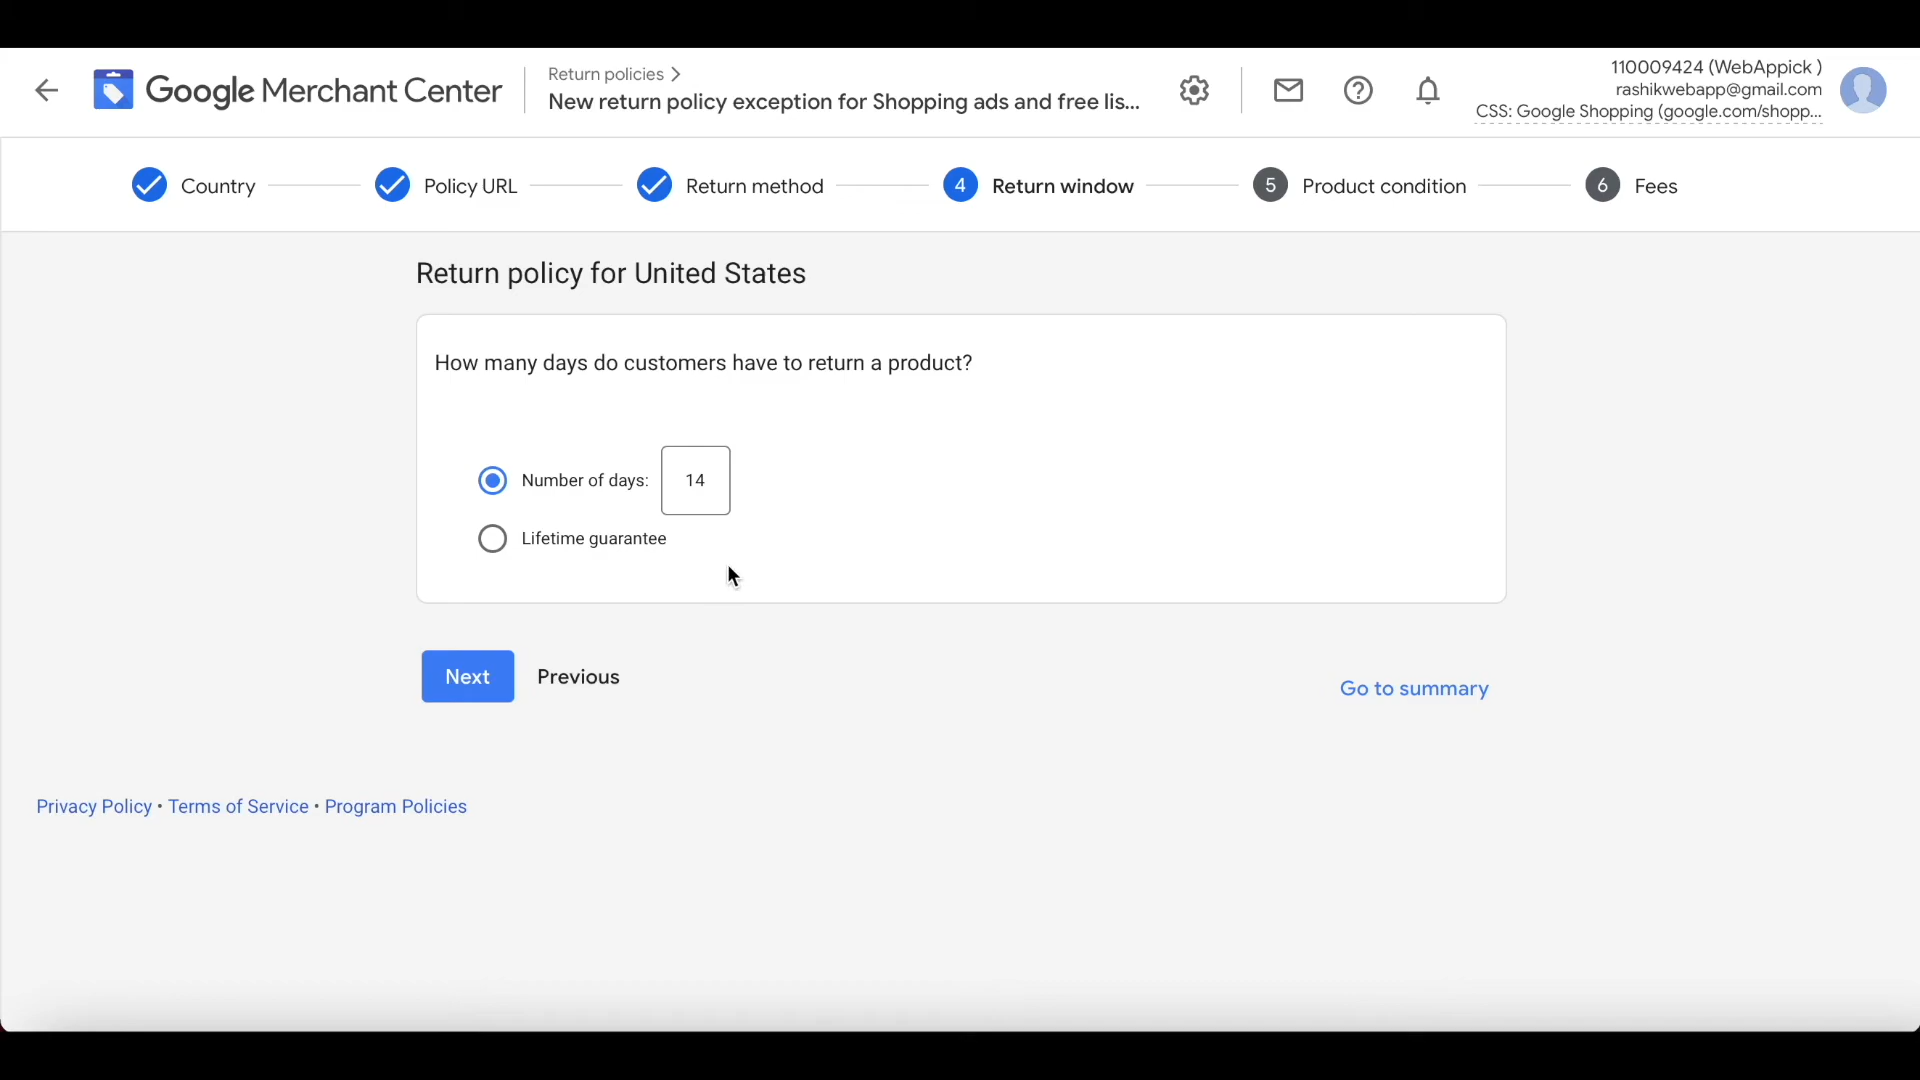 Google Merchant Center
Return policies
New return policy exception for Shopping ads and free lis...
110009424 (WebAppick )
rashikwebapp@gmail.com
CSS: Google Shopping (google.com/shopp...
Country
Policy URL
Return method
4 Return window
5 Product condition
6 Fees
Return policy for United States
How many days do customers have to return a product?
Number of days: 14
Lifetime guarantee
Next Previous
Go to summary
Privacy Policy • Terms of Service • Program Policies